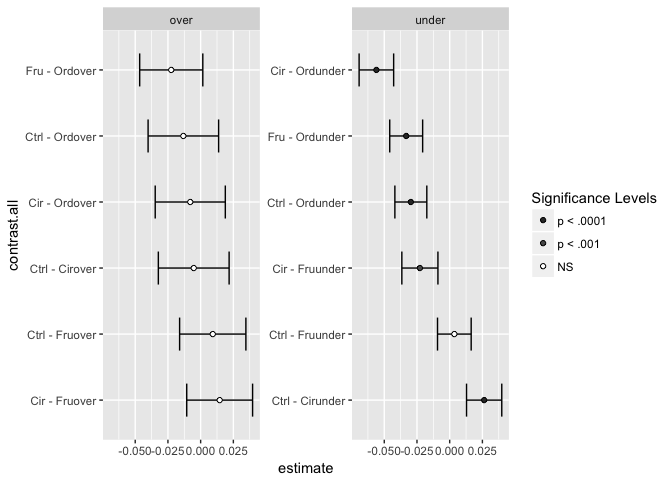 over
under
Fru - Ordover
Ctrl - Ordover
Cir - Ordover
Ctrl - Cirover
Ctrl - Fruover
Cir - Fruover
Cir - Ordunder
Fru - Ordunder
Ctrl - Ordunder
Cir - Fruunder
Ctrl - Fruunder
Ctrl - Cirunder
contrast.all
-0.050 -0.025 0.000 0.025
-0.050 -0.025 0.000 0.025
estimate
Significance Levels
p < .0001
p < .001
NS